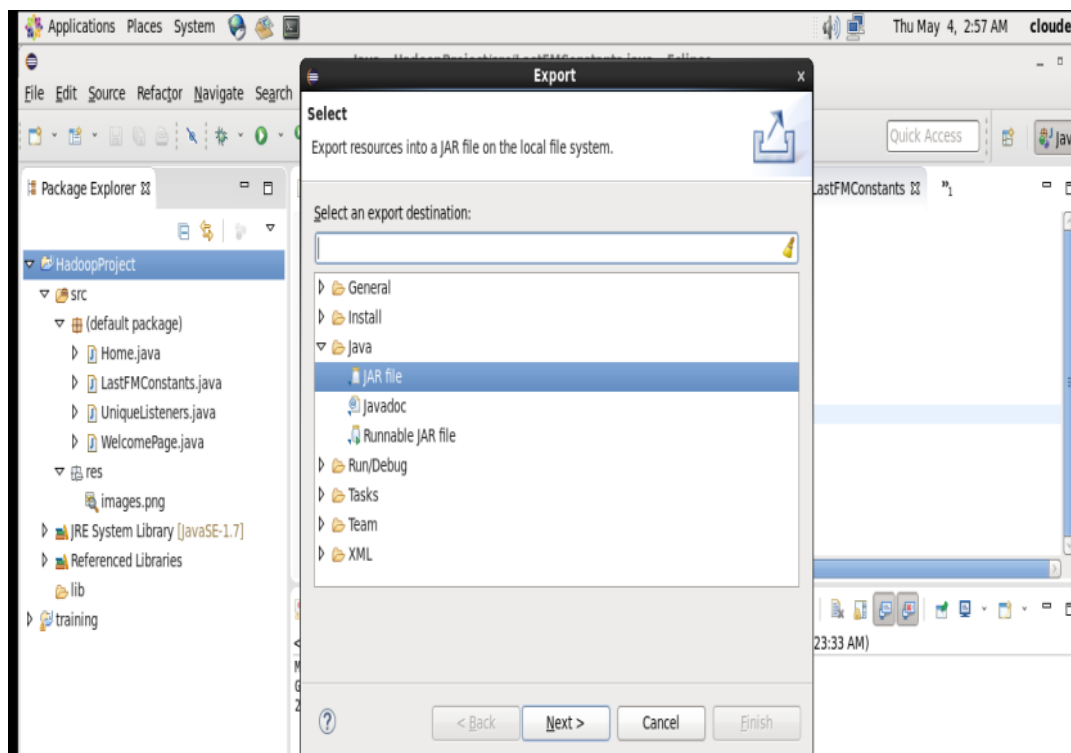 Applications Places System
Thu May 4, 2:57 AM cloude
Export
File Edit Source Refactor Navigate Search
Select
Export resources into a JAR file on the local file system.
Quick Access
Jav
Package Explorer
LastFMConstants
»1
Select an export destination:
HadoopProject
src
(default package)
Home.java
LastFMConstants.java
UniqueListeners.java
WelcomePage.java
res
images.png
JRE System Library [JavaSE-1.7]
Referenced Libraries
lib
training
General
Install
Java
JAR file
Javadoc
Runnable JAR file
Run/Debug
Tasks
Team
XML
23:33 AM)
< Back
Next >
Cancel
Finish